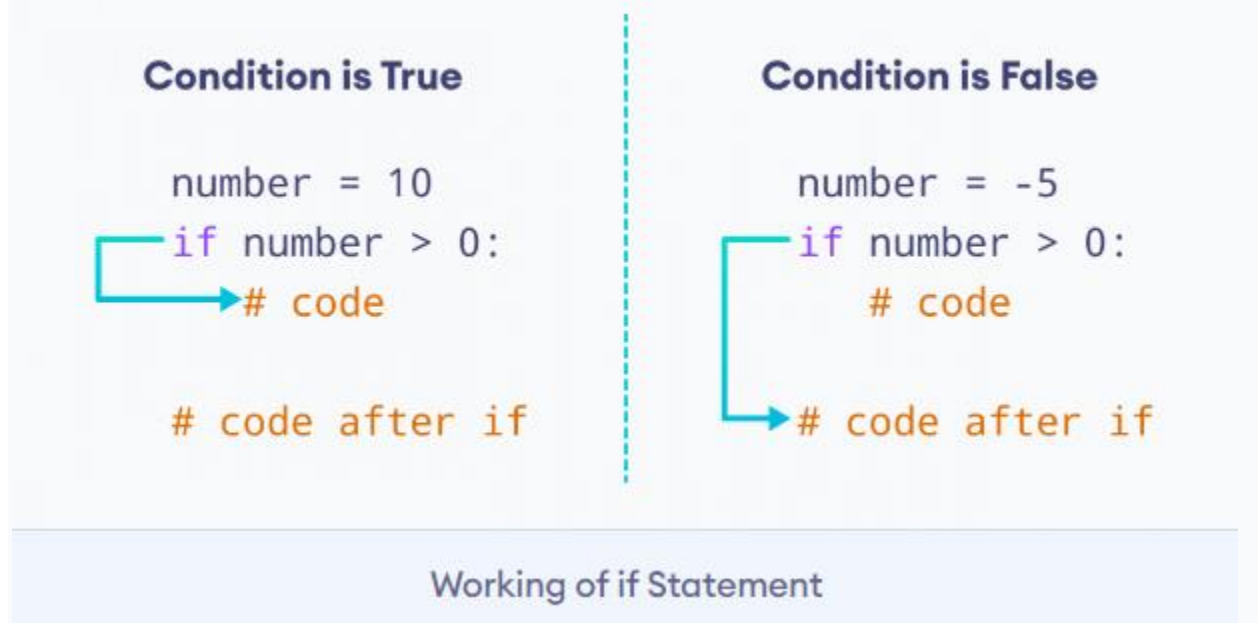 Condition is True
number = 10
if number > 0:
# code
# code after if
Condition is False
number = -5
if number > 0:
# code
# code after if
Working of if Statement